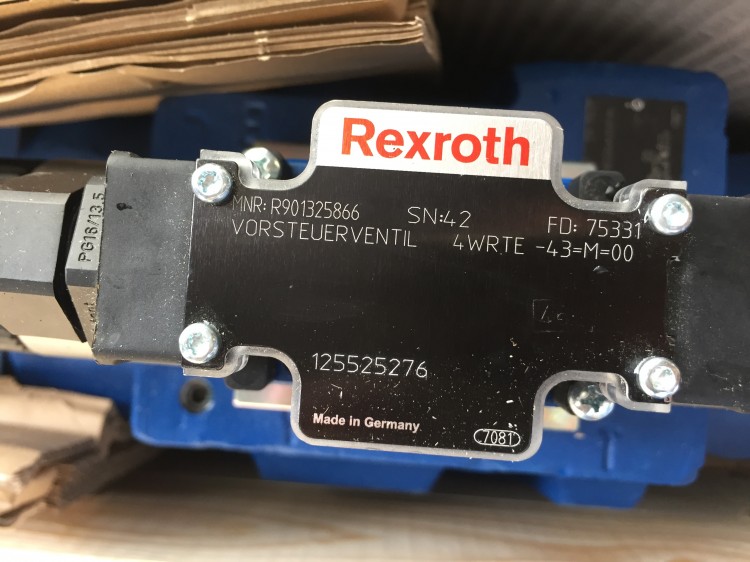 Rexroth
MNR: R901325866 SN:42 FD: 75331
VORSTEUERVENTIL 4WRTE -43=M=00
125525276
Made in Germany
7081
PG16/13,5